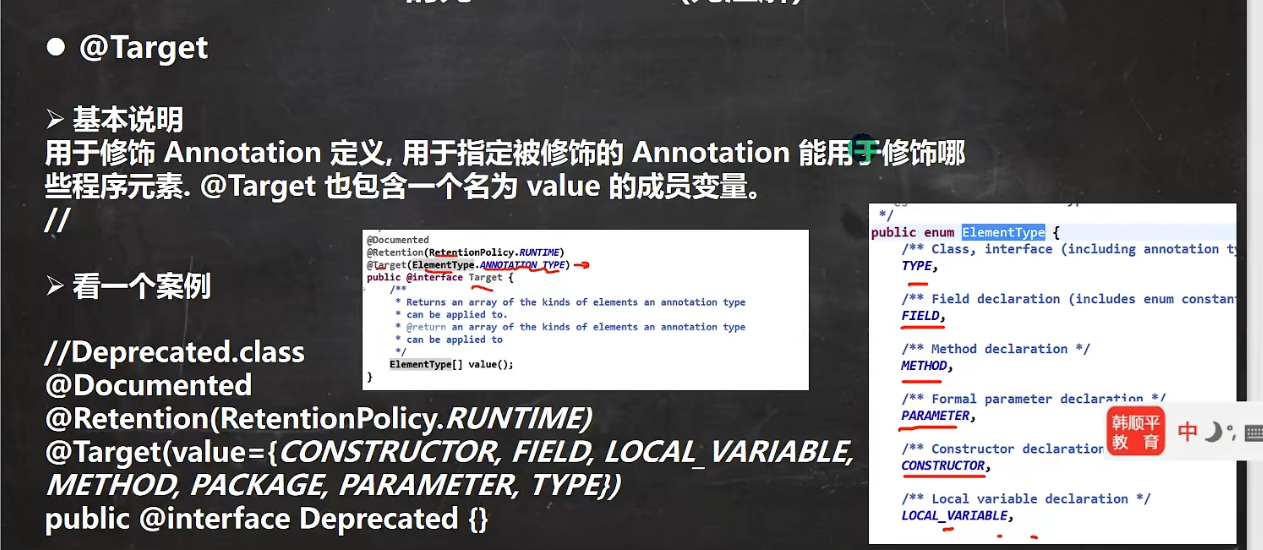 ● @Target
➢ 基本说明
用于修饰 Annotation 定义, 用于指定被修饰的 Annotation 能用于修饰哪
些程序元素. @Target 也包含一个名为 value 的成员变量。
//
➢ 看一个案例
//Deprecated.class
@Documented
@Retention(RetentionPolicy.RUNTIME)
@Target(value={CONSTRUCTOR, FIELD, LOCAL_VARIABLE,
METHOD, PACKAGE, PARAMETER, TYPE})
public @interface Deprecated {}
@Documented
@Retention(RetentionPolicy.RUNTIME)
@Target(ElementType.ANNOTATION_TYPE)
public @interface Target {
/**
* Returns an array of the kinds of elements an annotation type
* can be applied to.
* @return an array of the kinds of elements an annotation type
* can be applied to
*/
ElementType[] value();
}
*/
public enum ElementType {
/** Class, interface (including annotation ty
TYPE,
/** Field declaration (includes enum constan
FIELD,
/** Method declaration */
METHOD,
/** Formal parameter declaration */
PARAMETER,
/** Constructor declaration
CONSTRUCTOR,
/** Local variable declaration */
LOCAL_VARIABLE,
韩顺平
教育
中